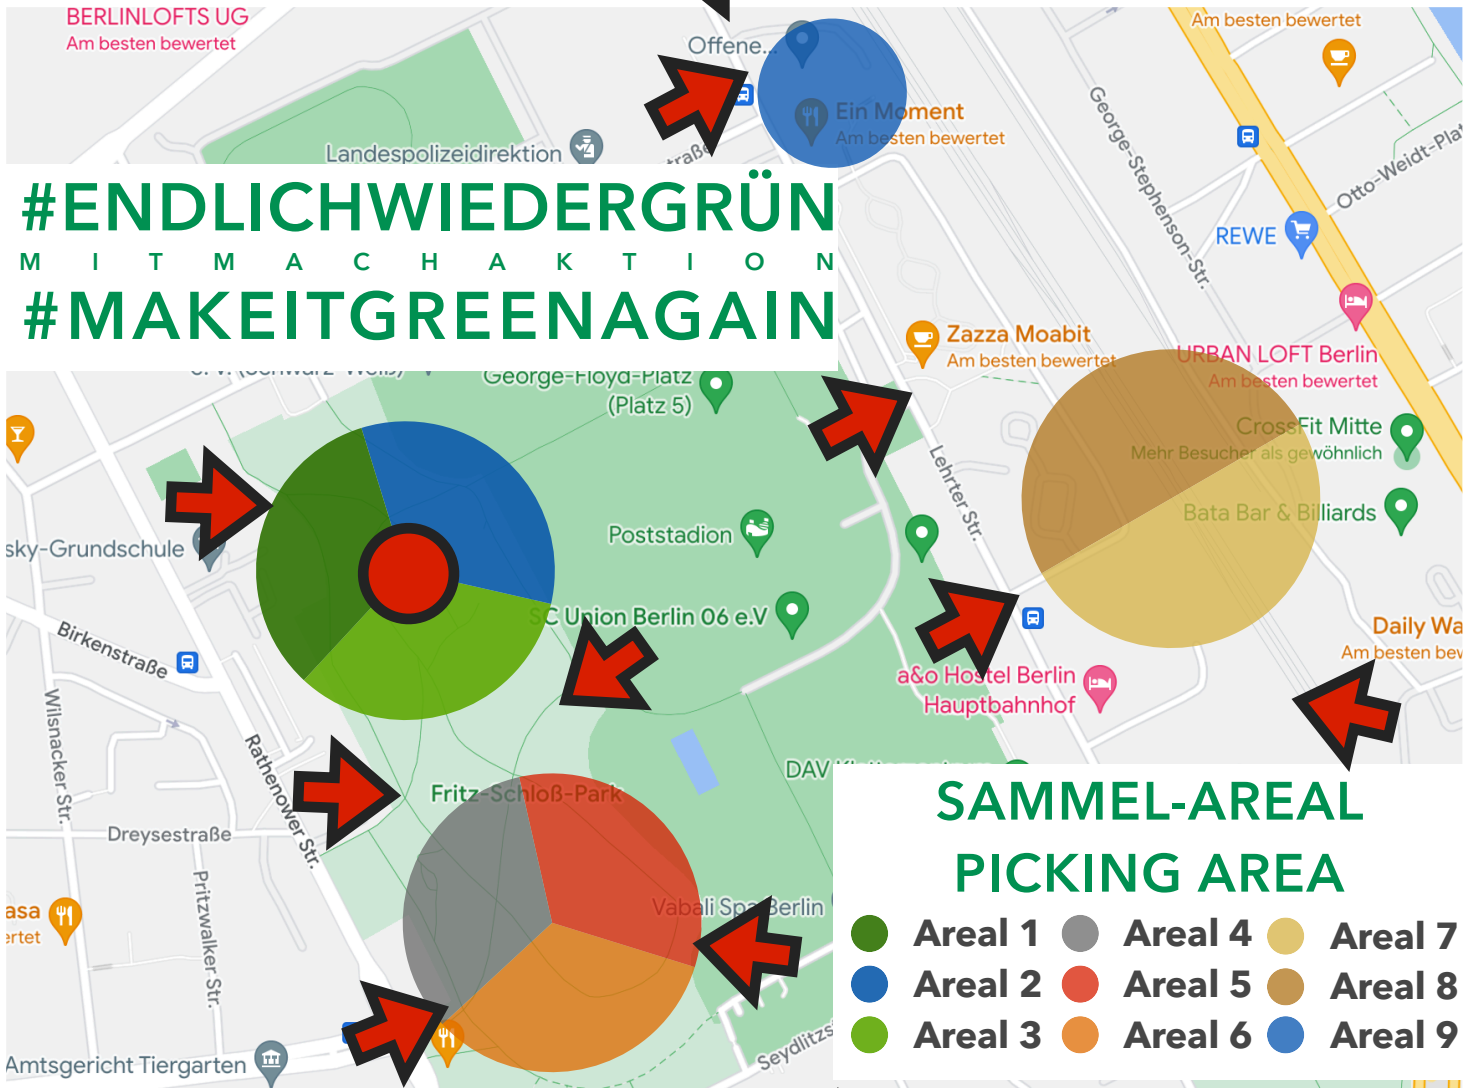 BERLINLOFTS UG
Am besten bewertet
Offene...
Am besten bewertet
Ein Moment
Am besten bewertet
Landespolizeidirektion
George-Stephenson-Str.
Otto-Weidt-Plat
#ENDLICHWIEDERGRÜN
MITMACHAKTION
#MAKEITGREENAGAIN
REWE
Zazza Moabit
Am besten bewertet
URBAN LOFT Berlin
Am besten bewertet
George-Floyd-Platz
(Platz 5)
CrossFit Mitte
Mehr Besucher als gewöhnlich
Lehrter Str.
Bata Bar & Billiards
Poststadion
sky-Grundschule
SC Union Berlin 06 e.V
Birkenstraße
Daily Wa
Am besten bew
a&o Hostel Berlin
Hauptbahnhof
Wilsnacker Str.
Rathenower Str.
DAV
Fritz-Schloß-Park
Dreysestraße
Pritzwalker Str.
Vabali Spa Berlin
asa
ertet
Amtsgericht Tiergarten
SAMMEL-AREAL
PICKING AREA
Areal 1
Areal 4
Areal 7
Areal 2
Areal 5
Areal 8
Areal 3
Areal 6
Areal 9